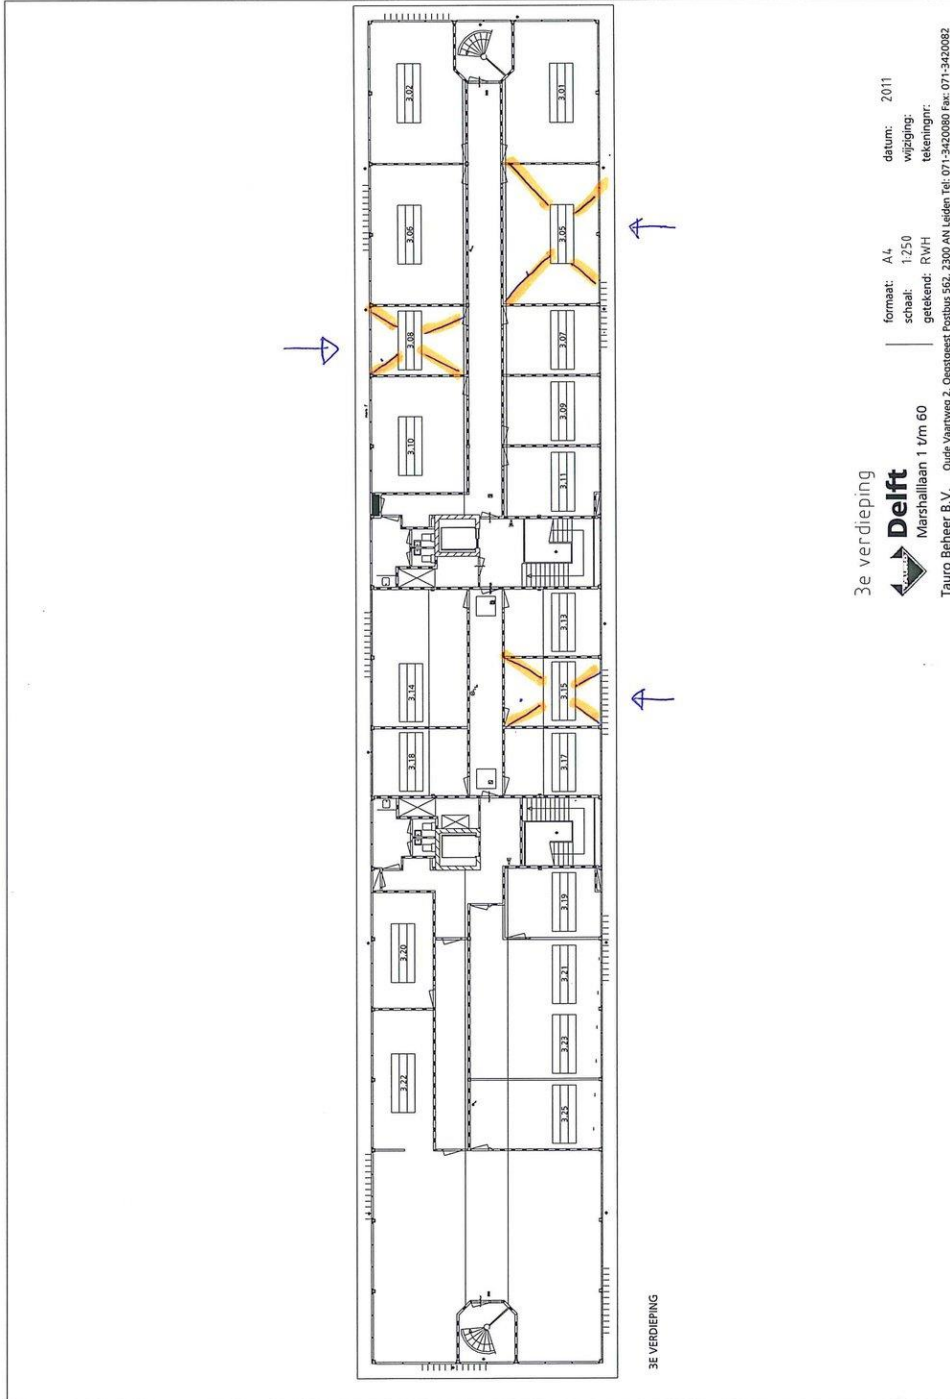 3.02
3.01
3.06
3.05
3.08
3.07
3.10
3.09
3.11
3.14
3.13
3.15
3.18
3.17
3.20
3.19
3.21
3.22
3.23
3.25
3E VERDIEPING
3e verdieping
Delft
Marshalllaan 1 t/m 60
formaat: A4
schaal: 1:250
getekend: RWH
datum: 2011
wijziging:
tekeningnr:
Tauro Beheer B.V. Oude Vaartweg 2, Oegstgeest Postbus 562, 2300 AN Leiden Tel: 071-3420080 Fax: 071-3420082